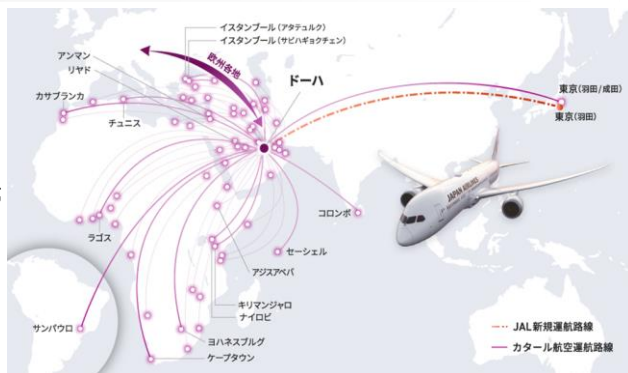 イスタンブール（アタテュルク）
イスタンブール（サビハギョクチェン）
アンマン
リヤド
欧州各地
ドーハ
カサブランカ
チュニス
東京（羽田/成田）
東京（羽田）
JAPAN AIRLINES
コロンボ
ラゴス
セーシェル
アジスアベバ
キリマンジャロ
ナイロビ
サンパウロ
ヨハネスブルグ
ケープタウン
JAL新規運航路線
カタール航空運航路線